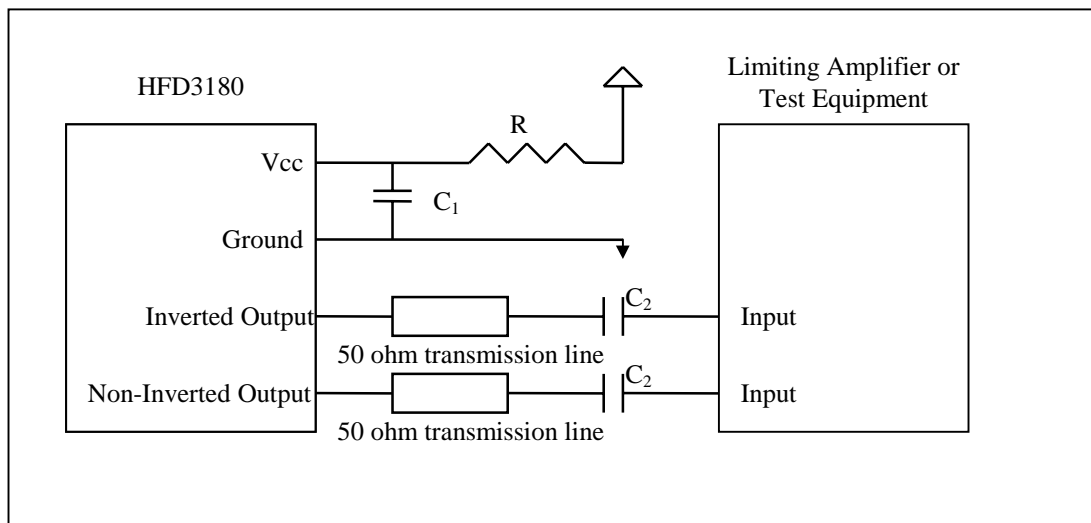 HFD3180
Limiting Amplifier or
Test Equipment
R
Vcc
C₁
Ground
C₂
Inverted Output
Input
50 ohm transmission line
C₂
Non-Inverted Output
Input
50 ohm transmission line